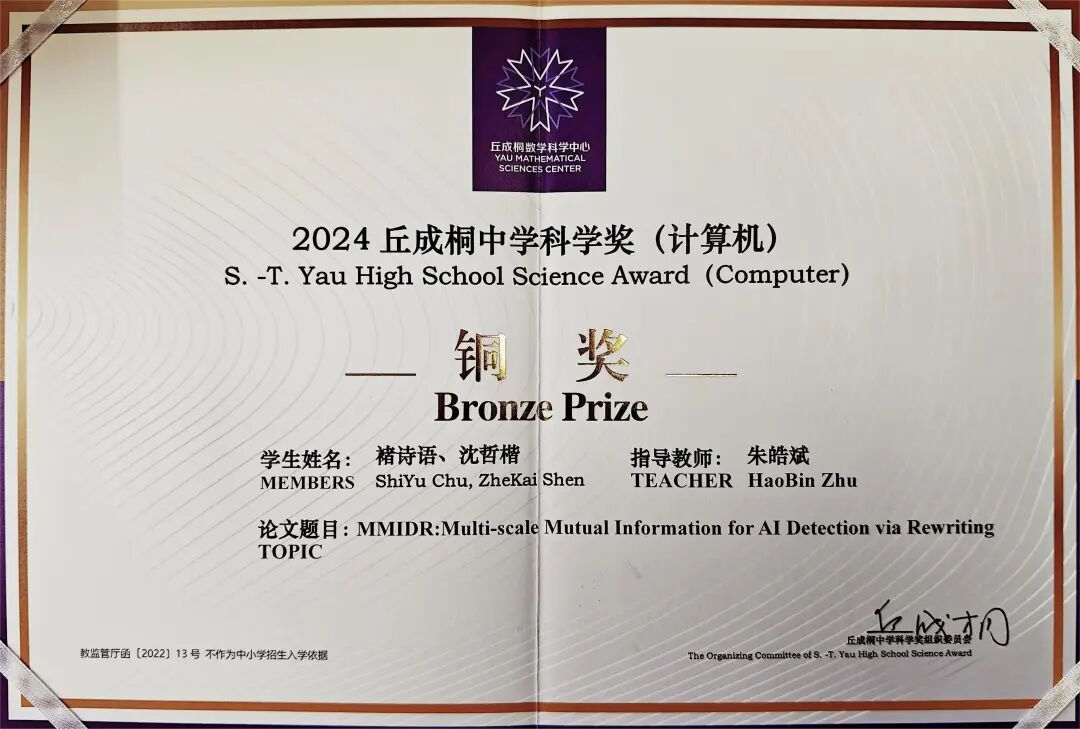 丘成桐数学科学中心
YAU MATHEMATICAL
SCIENCES CENTER
2024 丘成桐中学科学奖（计算机）
S. -T. Yau High School Science Award (Computer)
铜 奖
Bronze Prize
学生姓名： 褚诗语、沈哲楷 指导教师： 朱皓斌
MEMBERS ShiYu Chu, ZheKai Shen TEACHER HaoBin Zhu
论文题目：MMIDR:Multi-scale Mutual Information for AI Detection via Rewriting
TOPIC
丘成桐
丘成桐中学科学奖组织委员会
教监管厅函〔2022〕13 号 不作为中小学招生入学依据
The Organizing Committee of S. -T. Yau High School Science Award